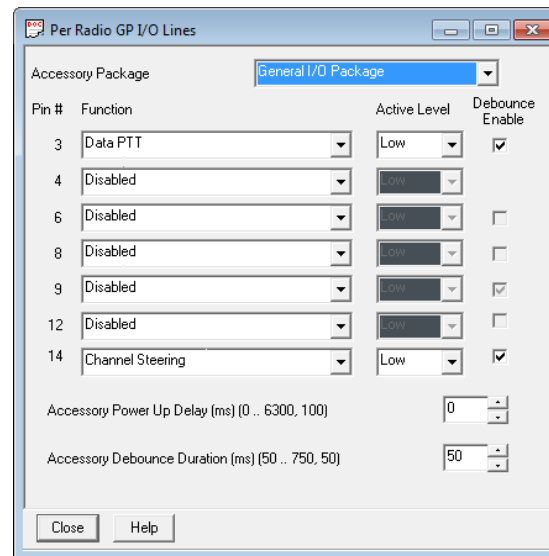 Per Radio GP I/O Lines
Accessory Package General I/O Package
Pin # Function Active Level Debounce Enable
3 Data PTT Low
4 Disabled Low
6 Disabled Low
8 Disabled Low
9 Disabled Low
12 Disabled Low
14 Channel Steering Low
Accessory Power Up Delay (ms) (0 .. 6300, 100) 0
Accessory Debounce Duration (ms) (50 .. 750, 50) 50
Close Help